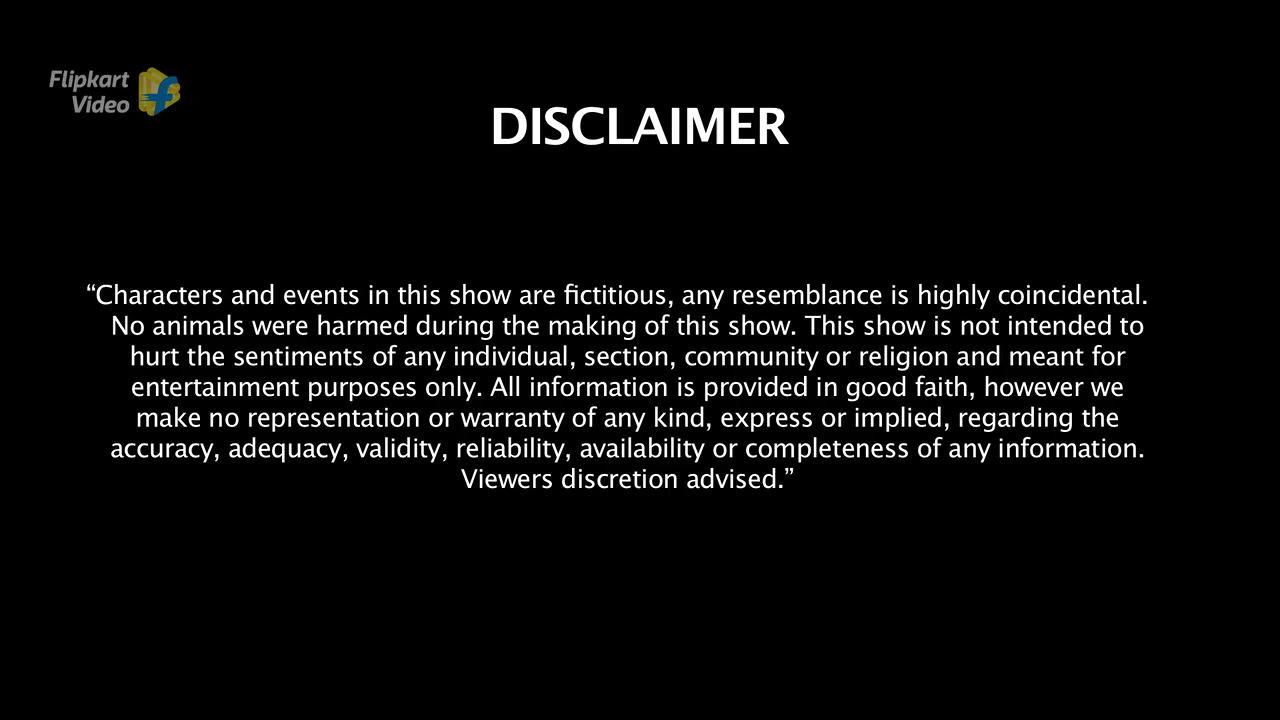 Flipkart
Video
DISCLAIMER
“Characters and events in this show are fictitious, any resemblance is highly coincidental.
No animals were harmed during the making of this show. This show is not intended to
hurt the sentiments of any individual, section, community or religion and meant for
entertainment purposes only. All information is provided in good faith, however we
make no representation or warranty of any kind, express or implied, regarding the
accuracy, adequacy, validity, reliability, availability or completeness of any information.
Viewers discretion advised.”